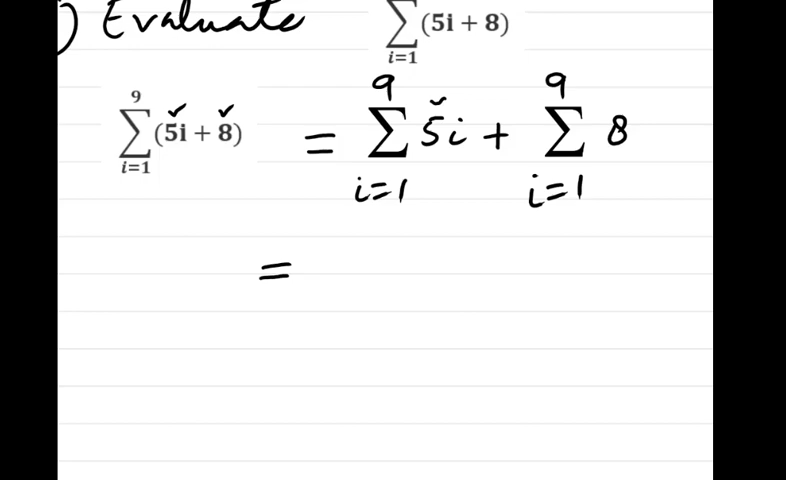 ) Evaluate ∑ (5i + 8)
i=1
9 9 9
∑ (5i + 8) = ∑ 5i + ∑ 8
i=1 i=1 i=1
=